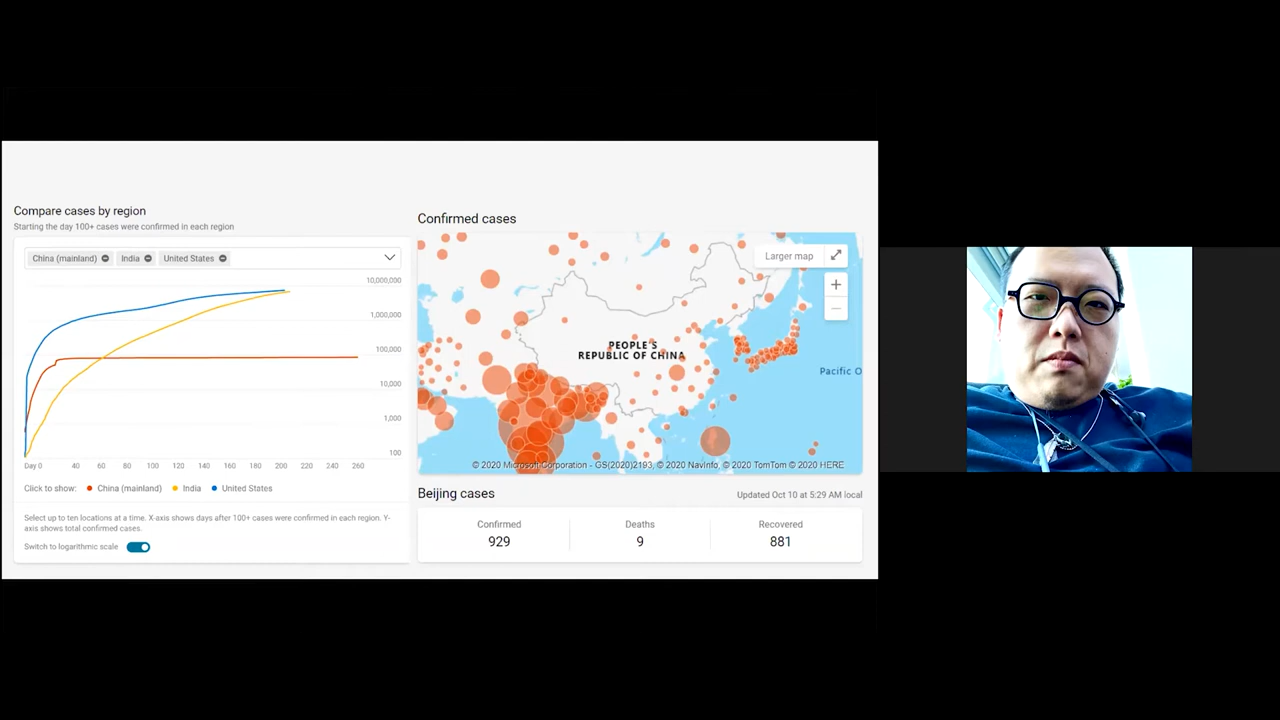 Compare cases by region
Starting the day 100+ cases were confirmed in each region
China (mainland) India United States
10,000,000
1,000,000
100,000
10,000
1,000
100
Day 0 40 80 100 120 140 160 180 200 220 240 260
Click to show: China (mainland) India United States
Select up to ten locations at a time. X-axis shows days after 100+ cases were confirmed in each region. Y-
axis shows total confirmed cases.
Switch to logarithmic scale
Confirmed cases
Larger map
PEOPLE'S
REPUBLIC OF CHINA
Pacific O
© 2020 Microsoft Corporation - GS(2020)2193, © 2020 NavInfo, © 2020 TomTom © 2020 HERE
Beijing cases
Updated Oct 10 at 5:29 AM local
Confirmed Deaths Recovered
929 9 881